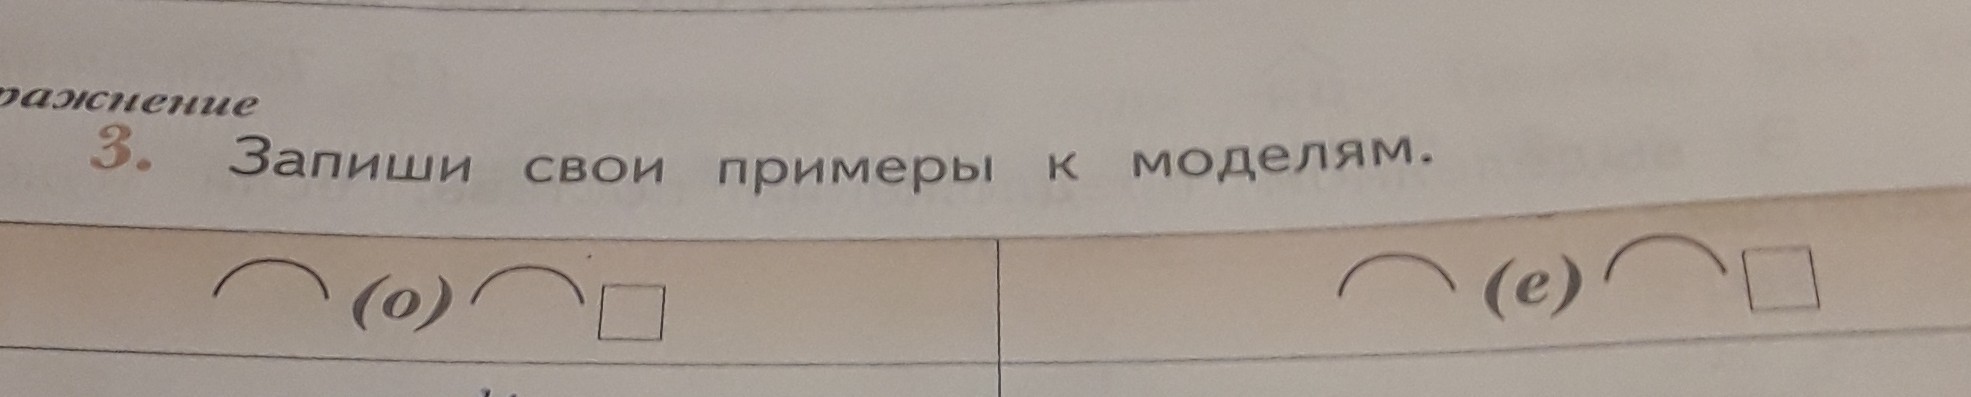 ражнение
3. Запиши свои примеры к моделям.
(о) (е)